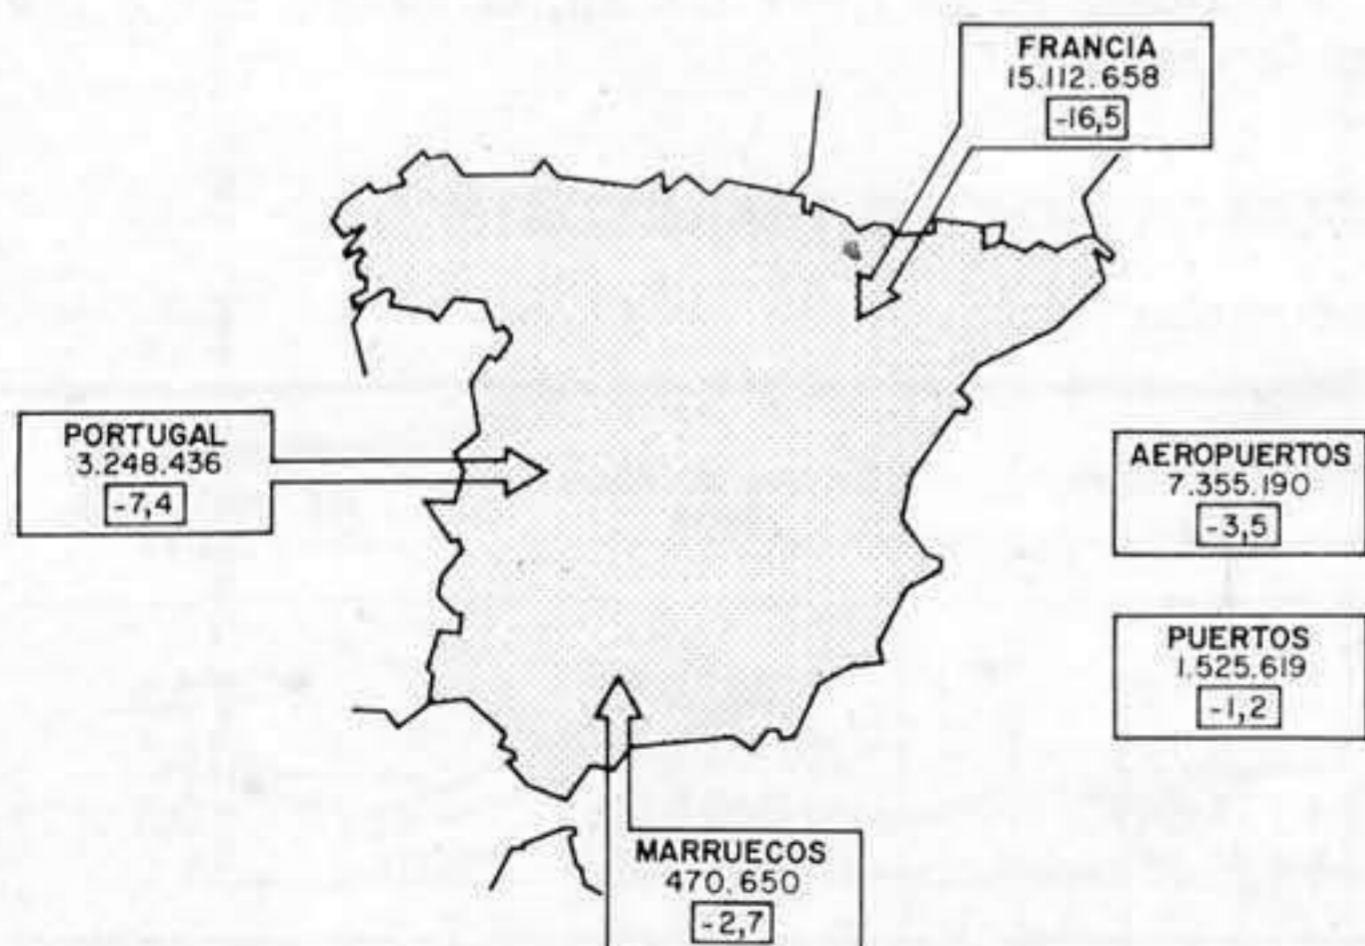 FRANCIA
15.112.658
-16,5
PORTUGAL
3.248.436
-7,4
AEROPUERTOS
7.355.190
-3,5
PUERTOS
1.525.619
-1,2
MARRUECOS
470.650
-2,7